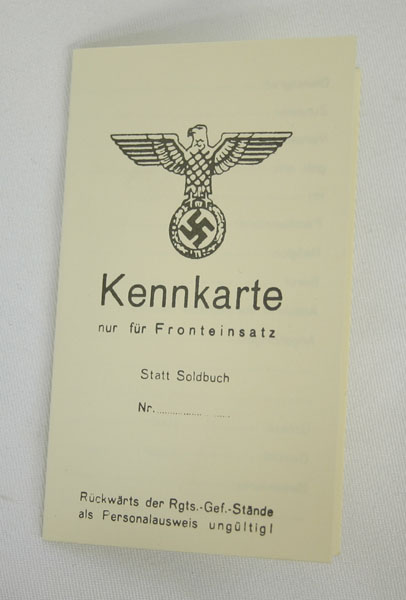 Kennkarte
nur für Fronteinsatz
Statt Soldbuch
Nr...................
Rückwärts der Rgts.-Gef.-Stände
als Personalausweis ungültig!